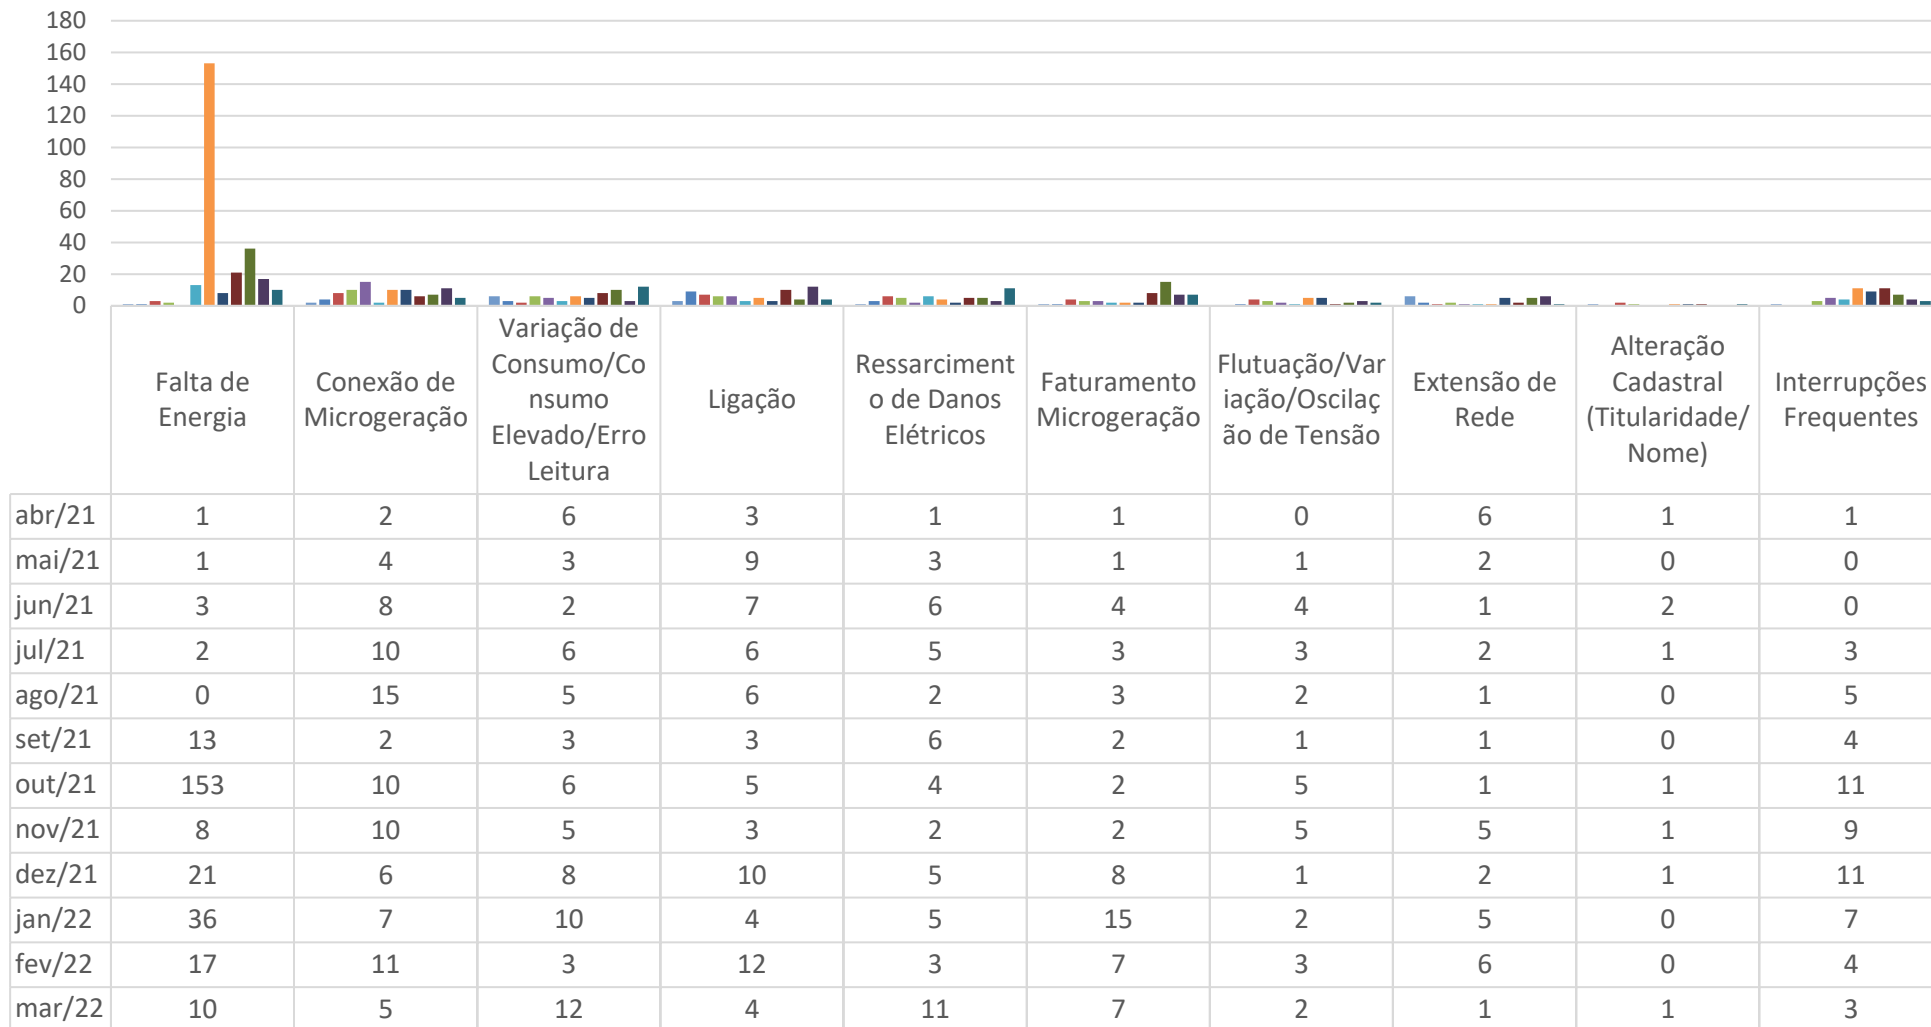 180
160
140
120
100
80
60
40
20
0
Falta de
Energia
Conexão de
Microgeração
Variação de
Consumo/Co
nsumo
Elevado/Erro
Leitura
Ligação
Ressarciment
o de Danos
Elétricos
Faturamento
Microgeração
Flutuação/Var
iação/Oscilaç
ão de Tensão
Extensão de
Rede
Alteração
Cadastral
(Titularidade/
Nome)
Interrupções
Frequentes
abr/21 1 2 6 3 1 1 0 6 1 1
mai/21 1 4 3 9 3 1 1 2 0 0
jun/21 3 8 2 7 6 4 4 1 2 0
jul/21 2 10 6 6 5 3 3 2 1 3
ago/21 0 15 5 6 2 3 2 1 0 5
set/21 13 2 3 3 6 2 1 1 0 4
out/21 153 10 6 5 4 2 5 1 1 11
nov/21 8 10 5 3 2 2 5 5 1 9
dez/21 21 6 8 10 5 8 1 2 1 11
jan/22 36 7 10 4 5 15 2 5 0 7
fev/22 17 11 3 12 3 7 3 6 0 4
mar/22 10 5 12 4 11 7 2 1 1 3